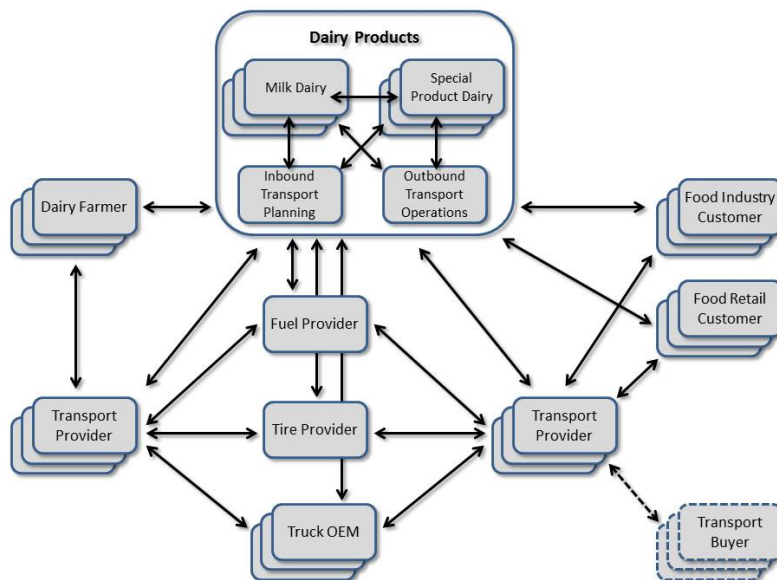 Dairy Products
Milk Dairy
Special
Product Dairy
Inbound
Transport
Planning
Outbound
Transport
Operations
Dairy Farmer
Food Industry
Customer
Food Retail
Customer
Fuel Provider
Transport
Provider
Tire Provider
Transport
Provider
Truck OEM
Transport
Buyer